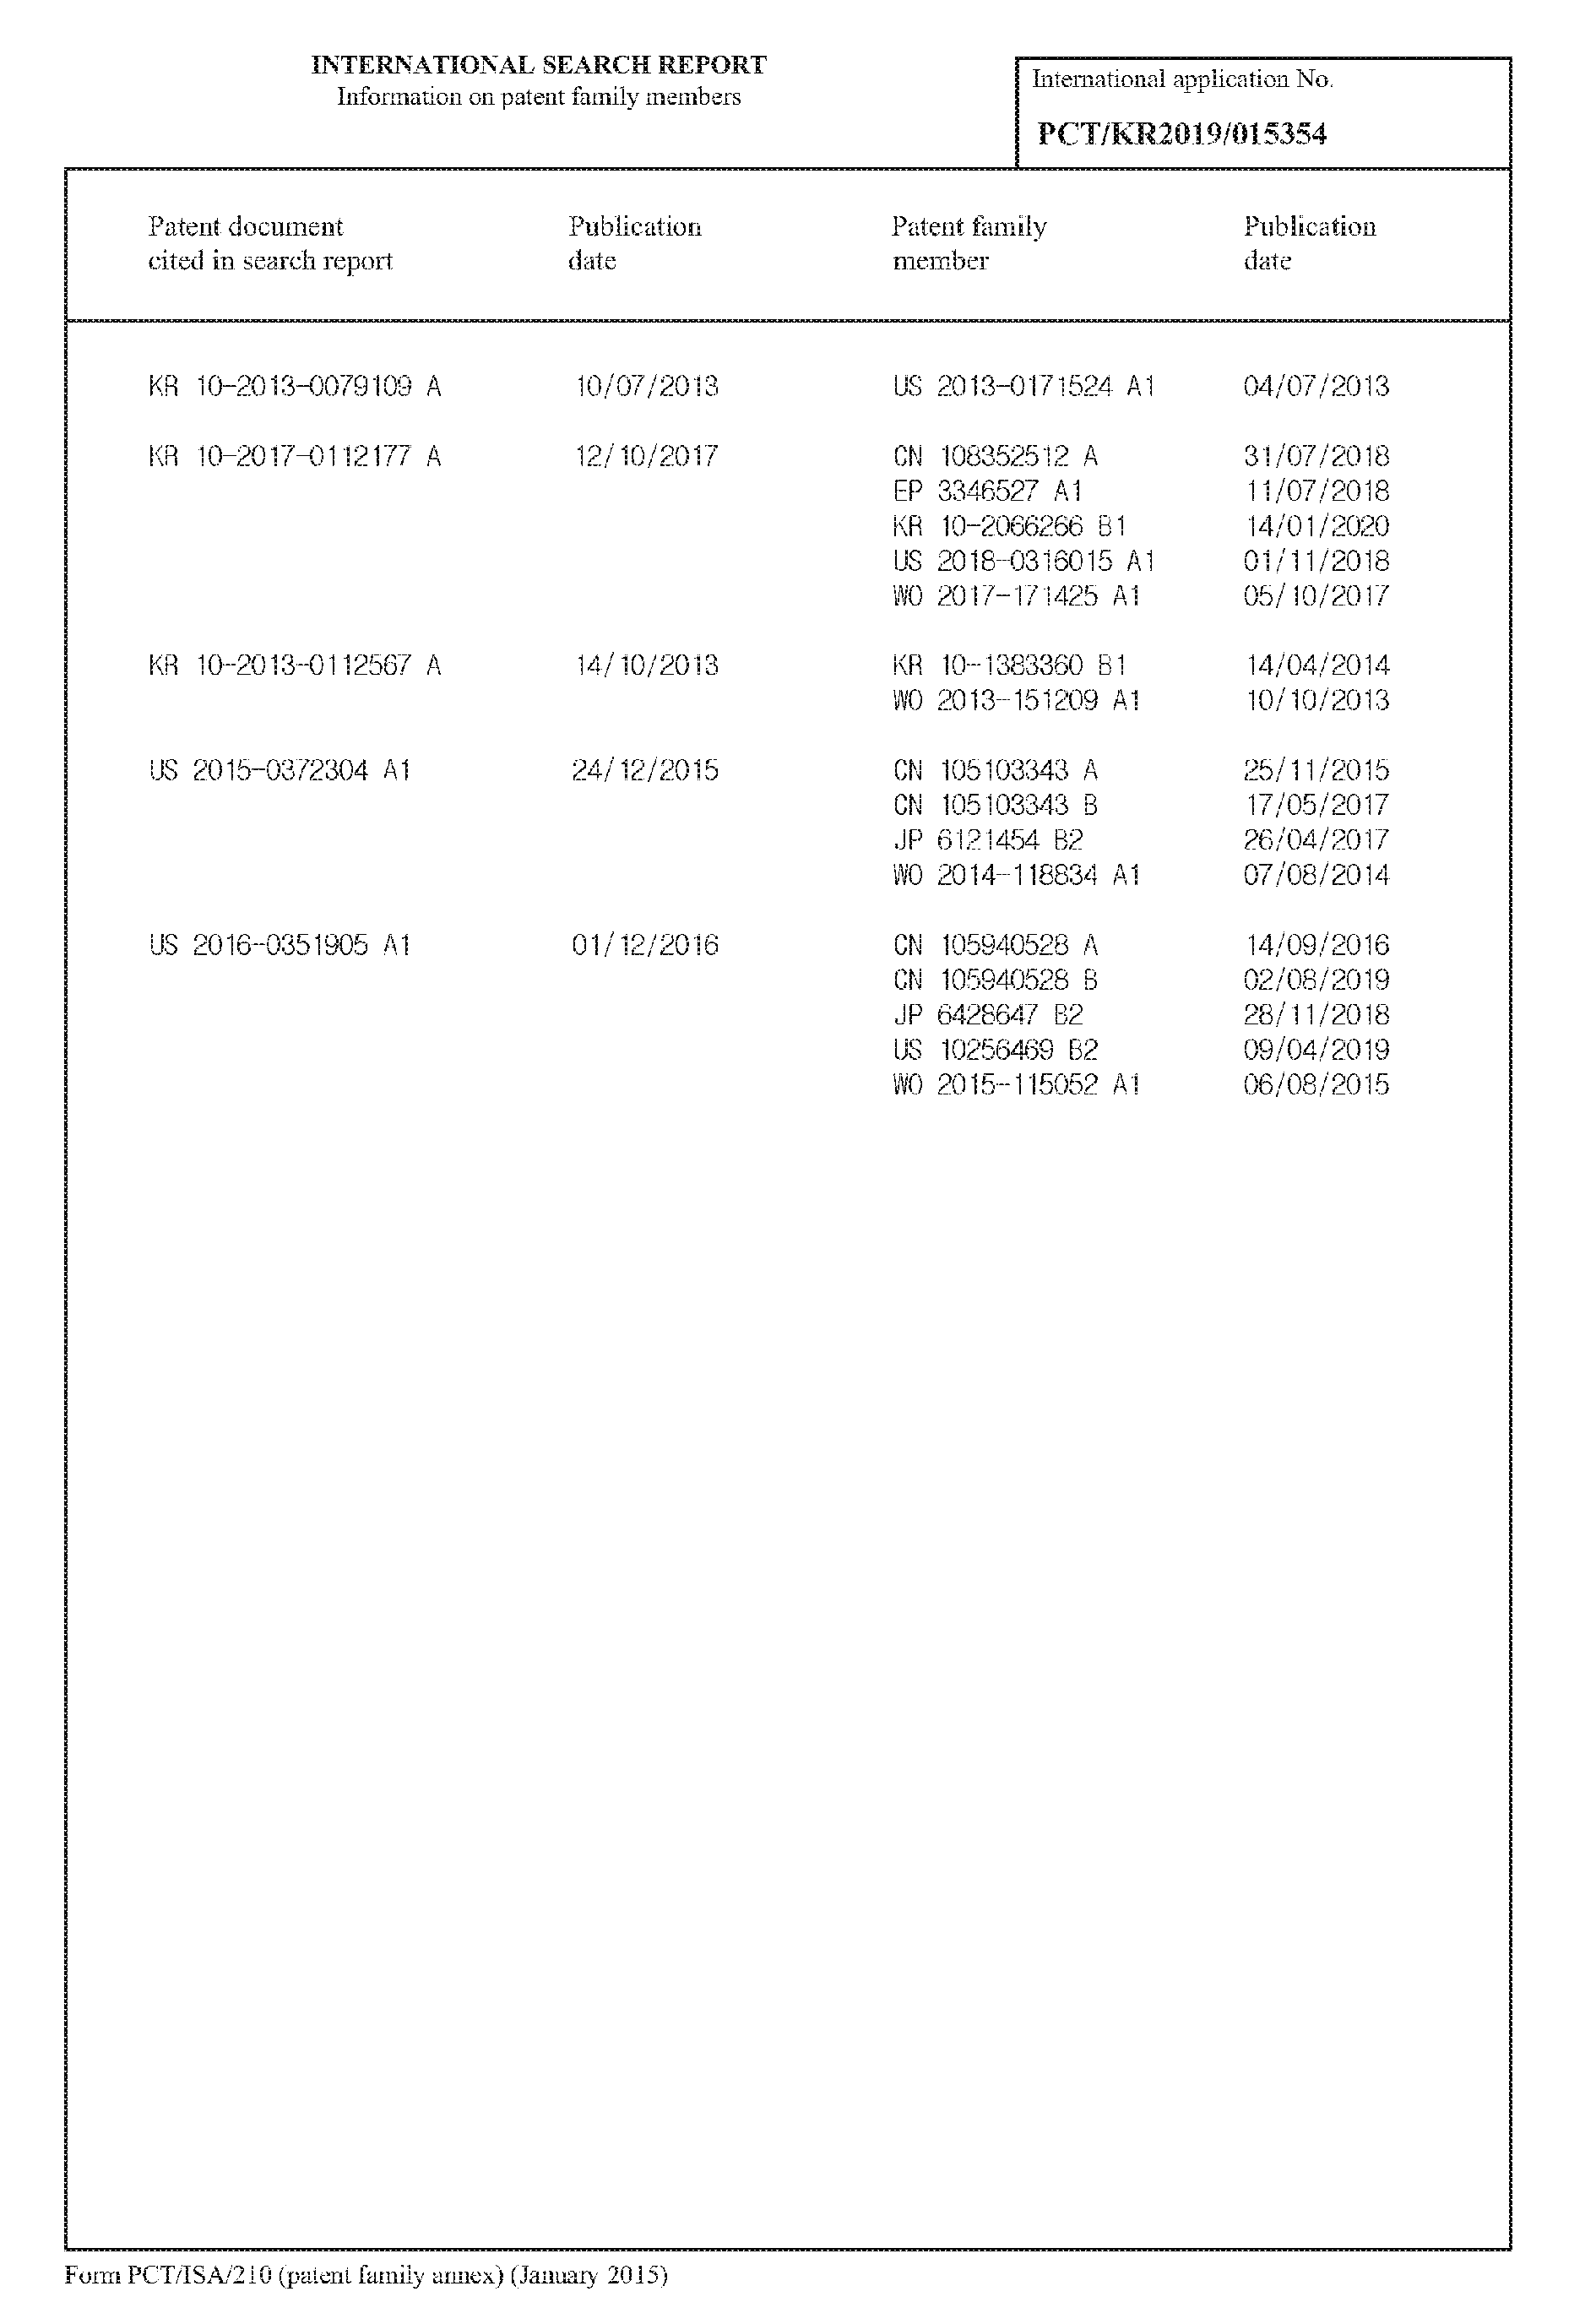 INTERNATIONAL SEARCH REPORT
Information on patent family members
International application No.
PCT/KR2019/015354
Patent document cited in search report
Publication date
Patent family member
Publication date
KR 10-2013-0079109 A 10/07/2013 US 2013-0171524 A1 04/07/2013
KR 10-2017-0112177 A 12/10/2017 CN 108352512 A 31/07/2018
EP 3346527 A1 11/07/2018
KR 10-2066266 B1 14/01/2020
US 2018-0316015 A1 01/11/2018
WO 2017-171425 A1 05/10/2017
KR 10-2013-0112567 A 14/10/2013 KR 10-1383360 B1 14/04/2014
WO 2013-151209 A1 10/10/2013
US 2015-0372304 A1 24/12/2015 CN 105103343 A 25/11/2015
CN 105103343 B 17/05/2017
JP 6121454 B2 26/04/2017
WO 2014-118834 A1 07/08/2014
US 2016-0351905 A1 01/12/2016 CN 105940528 A 14/09/2016
CN 105940528 B 02/08/2019
JP 6428647 B2 28/11/2018
US 10256469 B2 09/04/2019
WO 2015-115052 A1 06/08/2015
Form PCT/ISA/210 (patent family annex) (January 2015)